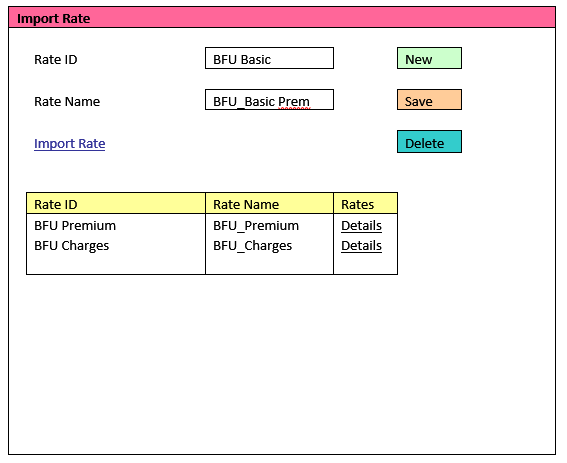 Import Rate
Rate ID BFU Basic New
Rate Name BFU_Basic Prem Save
Import Rate Delete
Rate ID Rate Name Rates
BFU Premium BFU_Premium Details
BFU Charges BFU_Charges Details